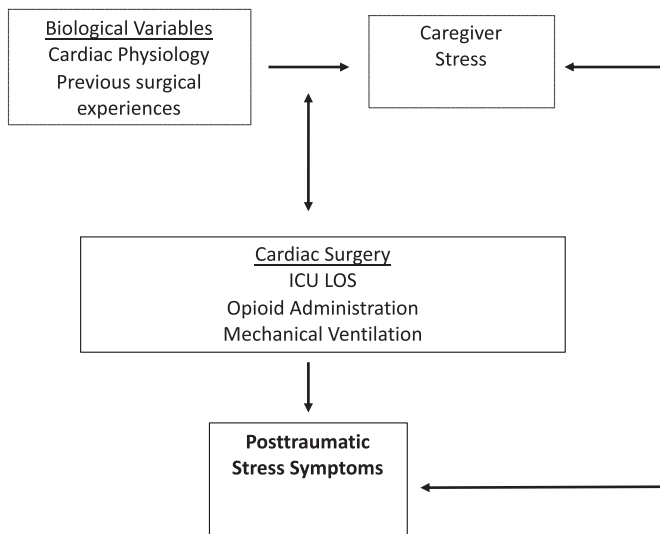 Biological Variables
Cardiac Physiology
Previous surgical
experiences
Caregiver
Stress
Cardiac Surgery
ICU LOS
Opioid Administration
Mechanical Ventilation
Posttraumatic
Stress Symptoms